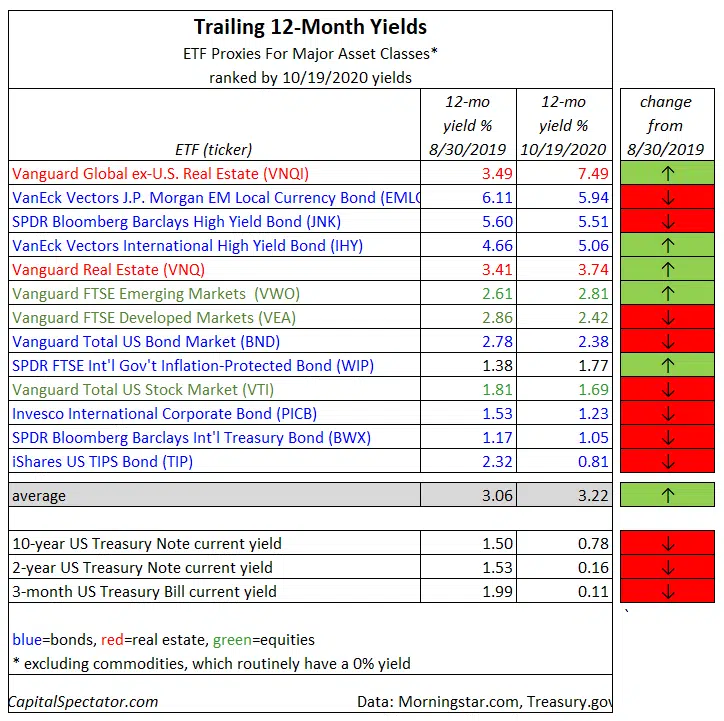 Trailing 12-Month Yields
ETF Proxies For Major Asset Classes*
ranked by 10/19/2020 yields
12-mo 12-mo change
yield % yield % from
ETF (ticker) 8/30/2019 10/19/2020 8/30/2019
Vanguard Global ex-U.S. Real Estate (VNQI) 3.49 7.49 ↑
VanEck Vectors J.P. Morgan EM Local Currency Bond (EMLC 6.11 5.94 ↓
SPDR Bloomberg Barclays High Yield Bond (JNK) 5.60 5.51 ↓
VanEck Vectors International High Yield Bond (IHY) 4.66 5.06 ↑
Vanguard Real Estate (VNQ) 3.41 3.74 ↑
Vanguard FTSE Emerging Markets (VWO) 2.61 2.81 ↑
Vanguard FTSE Developed Markets (VEA) 2.86 2.42 ↓
Vanguard Total US Bond Market (BND) 2.78 2.38 ↓
SPDR FTSE Int'l Gov't Inflation-Protected Bond (WIP) 1.38 1.77 ↑
Vanguard Total US Stock Market (VTI) 1.81 1.69 ↓
Invesco International Corporate Bond (PICB) 1.53 1.23 ↓
SPDR Bloomberg Barclays Int'l Treasury Bond (BWX) 1.17 1.05 ↓
iShares US TIPS Bond (TIP) 2.32 0.81 ↓
average 3.06 3.22 ↑
10-year US Treasury Note current yield 1.50 0.78 ↓
2-year US Treasury Note current yield 1.53 0.16 ↓
3-month US Treasury Bill current yield 1.99 0.11 ↓
`
blue=bonds, red=real estate, green=equities
* excluding commodities, which routinely have a 0% yield
CapitalSpectator.com Data: Morningstar.com, Treasury.gov